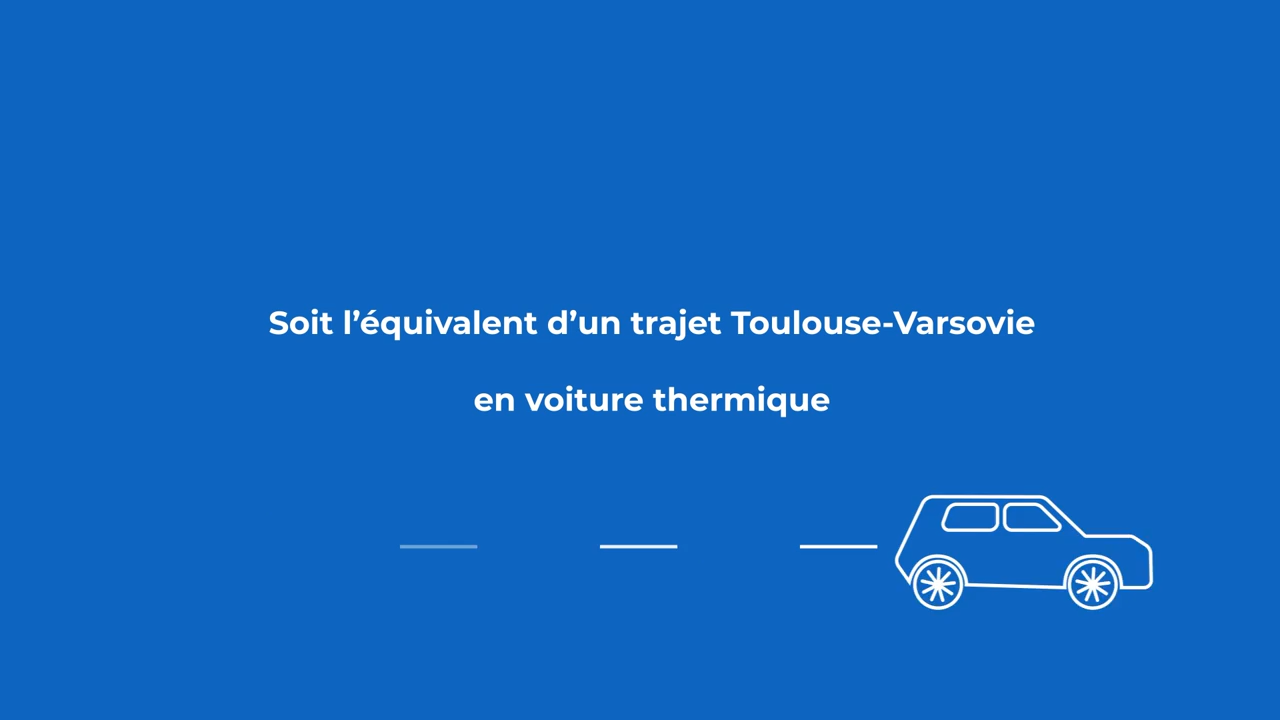 Soit l’équivalent d’un trajet Toulouse-Varsovie
en voiture thermique